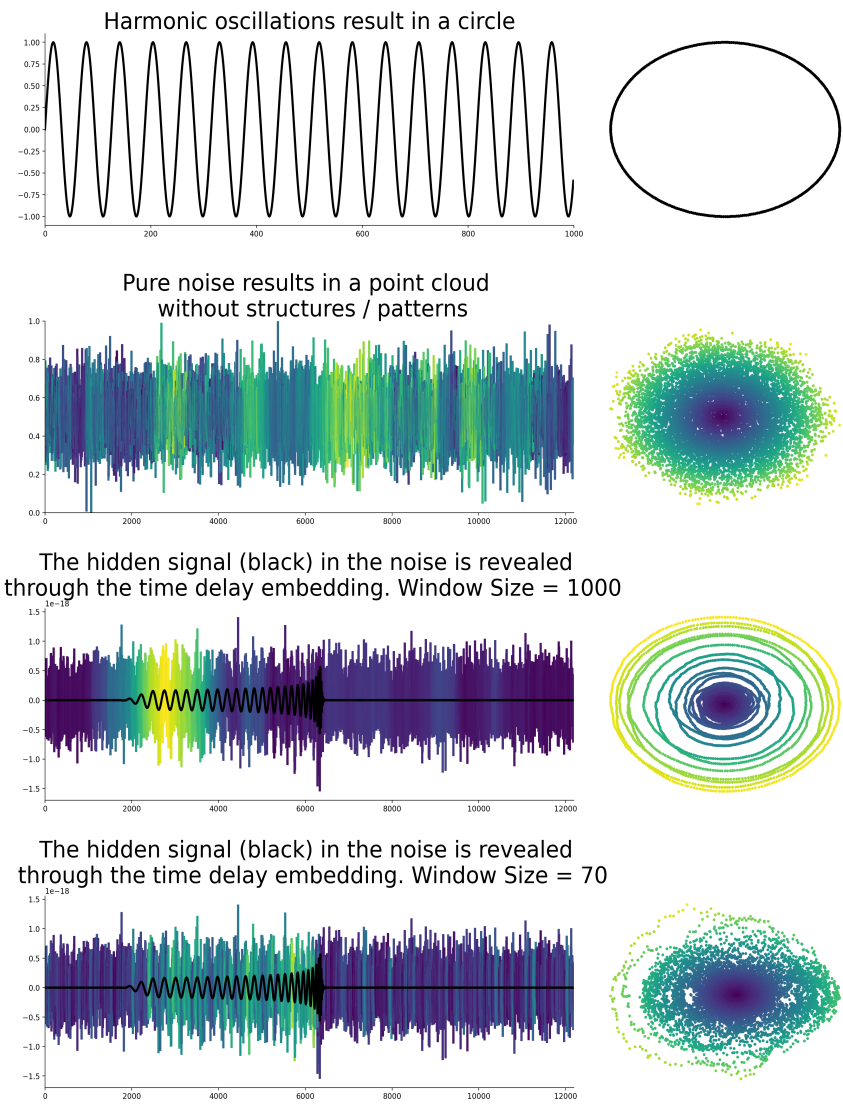 Harmonic oscillations result in a circle
1.00
0.75
0.50
0.25
0.00
−0.25
−0.50
−0.75
−1.00
0 200 400 600 800 1000
Pure noise results in a point cloud
without structures / patterns
1.0
0.8
0.6
0.4
0.2
0.0
0 2000 4000 6000 8000 10000 12000
The hidden signal (black) in the noise is revealed
through the time delay embedding. Window Size = 1000
1e−18
1.5
1.0
0.5
0.0
−0.5
−1.0
−1.5
0 2000 4000 6000 8000 10000 12000
The hidden signal (black) in the noise is revealed
through the time delay embedding. Window Size = 70
1e−18
1.5
1.0
0.5
0.0
−0.5
−1.0
−1.5
0 2000 4000 6000 8000 10000 12000